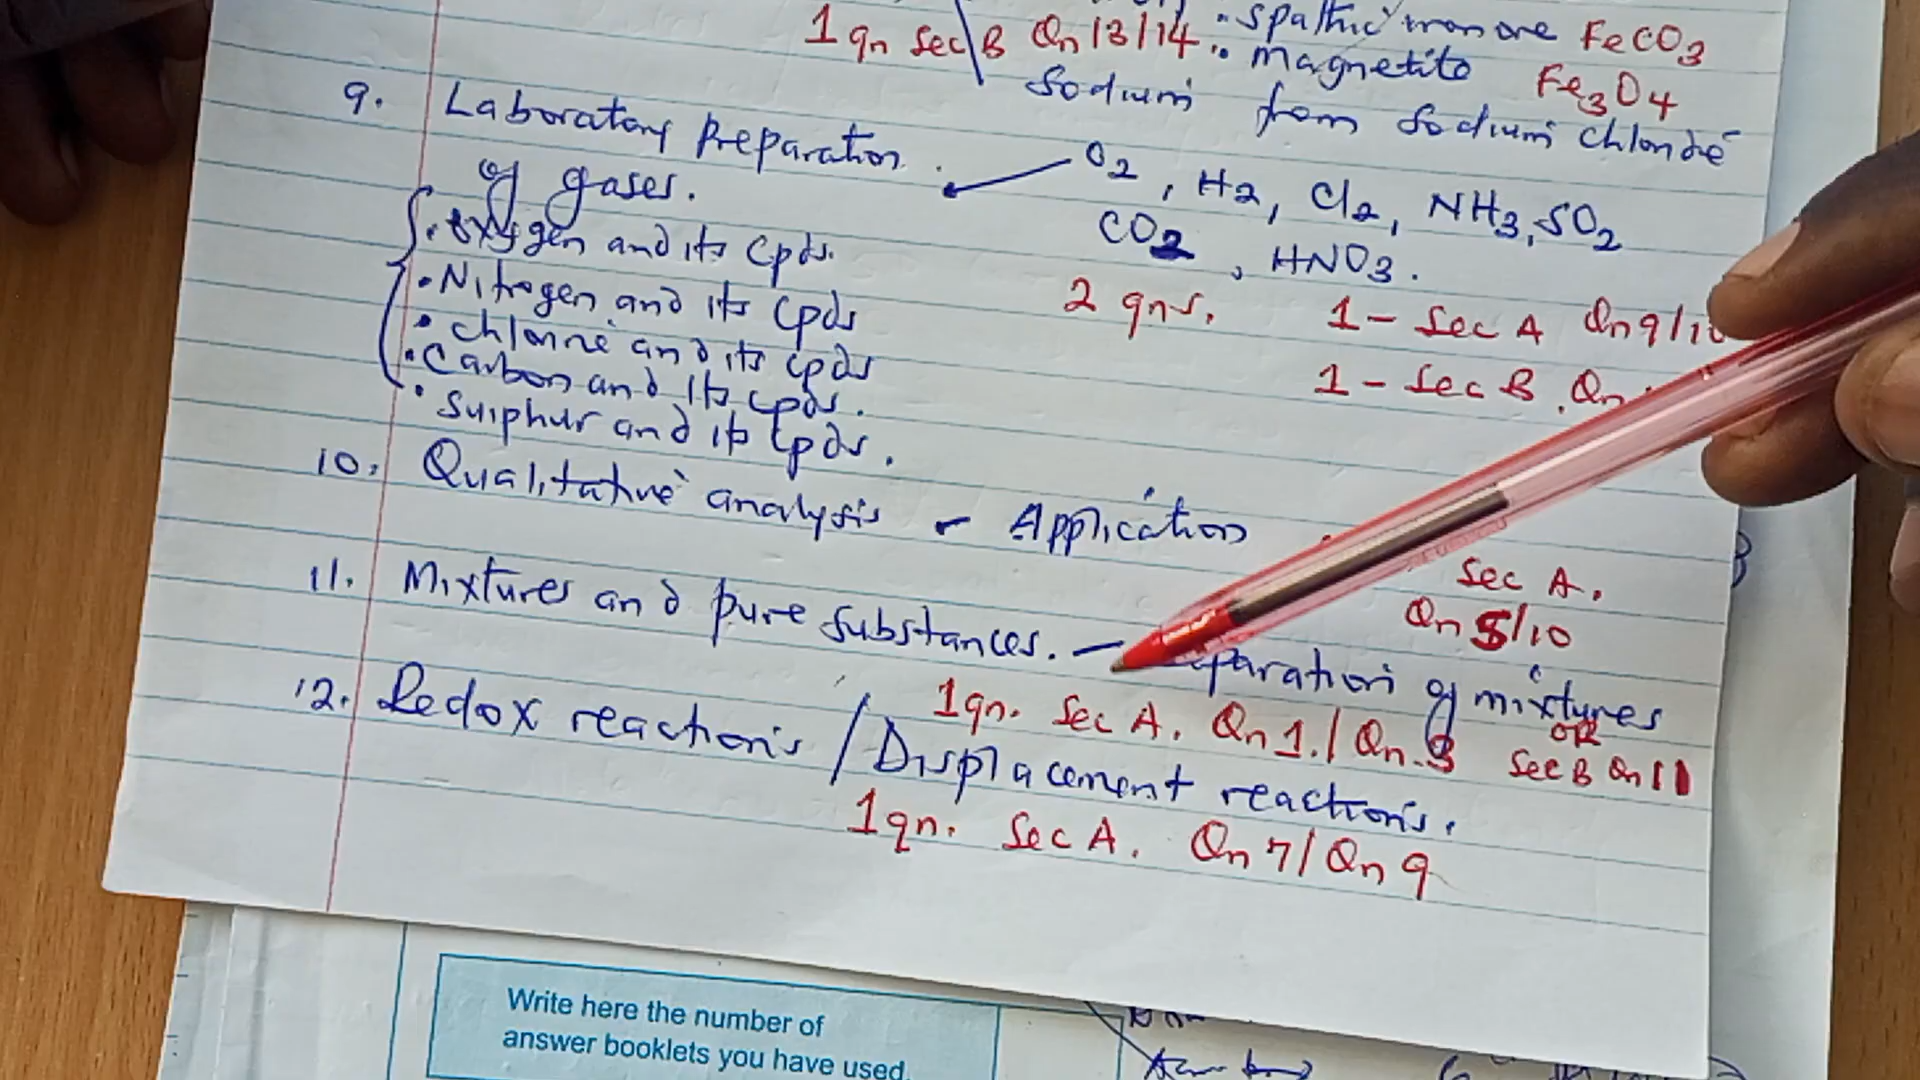 · Spathic iron ore FeCO3
1 qn Sec B Qn 13/14 · magnetite Fe3O4
Sodium from Sodium Chloride
9. Laboratory Preparation
of gases.
O2, H2, Cl2, NH3, SO2
CO2, HNO3.
· Oxygen and its Cpds.
· Nitrogen and its Cpds
· Chlorine and its cpds
· Carbon and its cpds.
· Sulphur and its Cpds.
2 qns. 1 - Sec A Qn 9/10
1 - Sec B. Qn
10. Qualitative analysis - Application
Sec A.
Qn 5/10
11. Mixtures and pure substances. - paration of mixtures
1 qn. Sec A. Qn 1./Qn. 3 OR Sec B Qn 11
12. Redox reactions / Displacement reactions.
1 qn. Sec A. Qn 7/Qn 9
Write here the number of
answer booklets you have used.